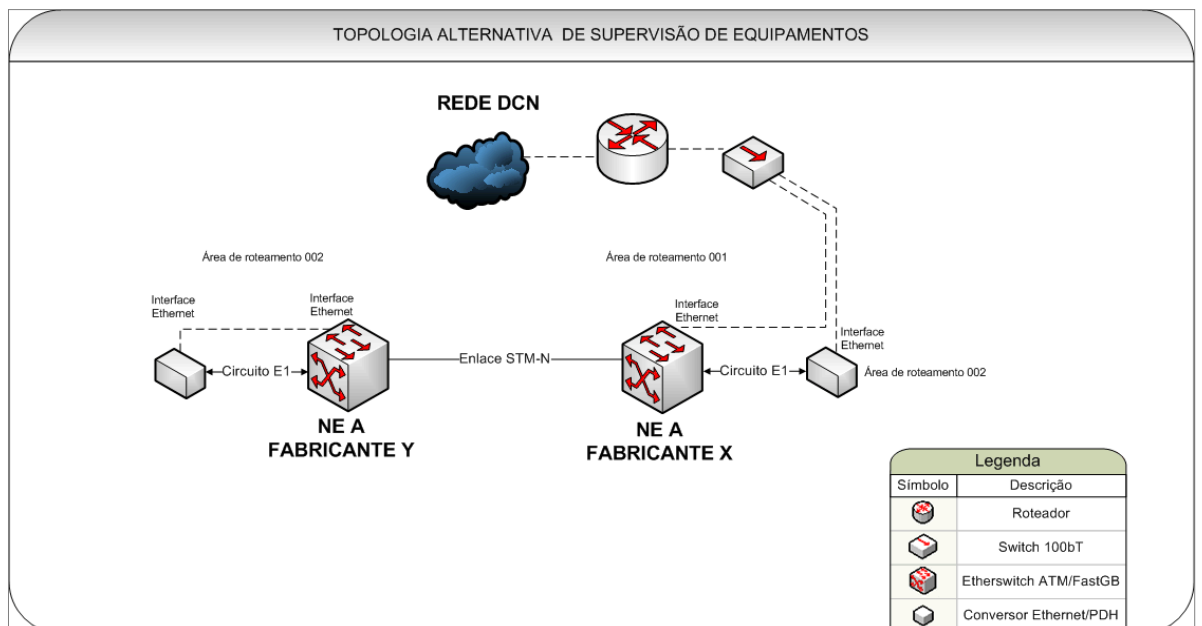 TOPOLOGIA ALTERNATIVA DE SUPERVISÃO DE EQUIPAMENTOS
REDE DCN
Área de roteamento 002
Área de roteamento 001
Interface
Ethernet
Interface
Ethernet
Interface
Ethernet
Interface
Ethernet
Circuito E1
Enlace STM-N
Circuito E1
Área de roteamento 002
NE A
FABRICANTE Y
NE A
FABRICANTE X
Legenda
Símbolo Descrição
Roteador
Switch 100bT
Etherswitch ATM/FastGB
Conversor Ethernet/PDH